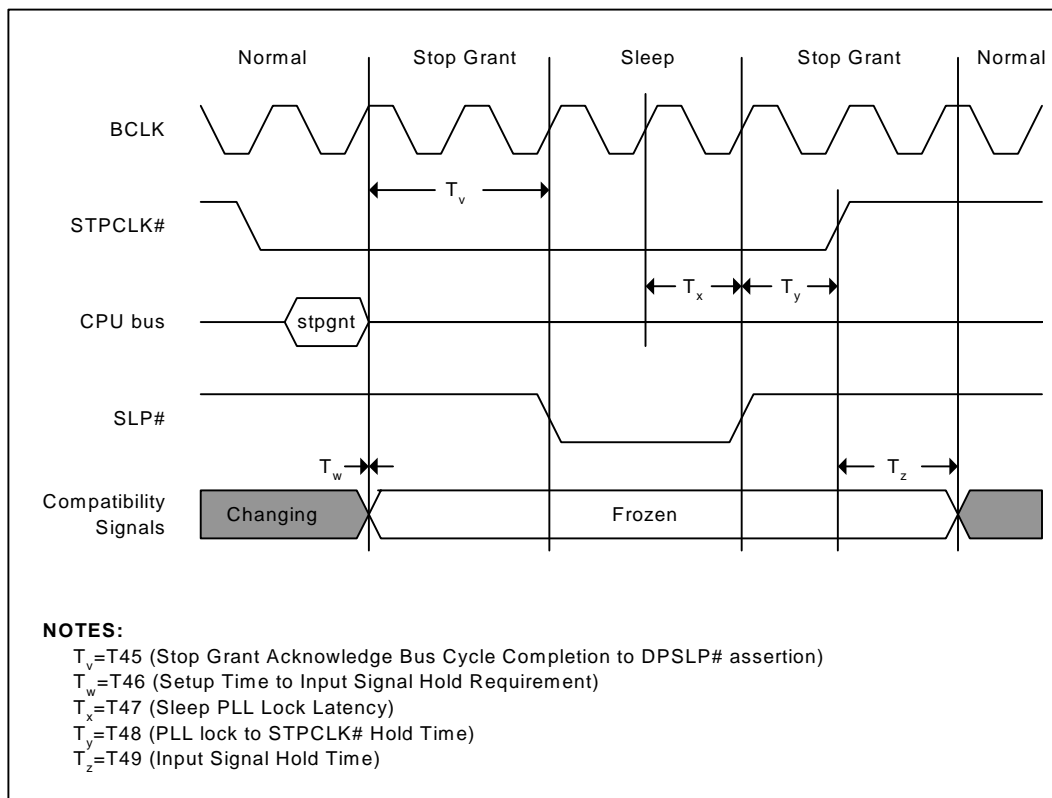 Normal Stop Grant Sleep Stop Grant Normal
BCLK
Tv
STPCLK#
Tx Ty
CPU bus
stpgnt
SLP#
Tw
Tz
Compatibility
Signals
Changing
Frozen
NOTES:
Tv=T45 (Stop Grant Acknowledge Bus Cycle Completion to DPSLP# assertion)
Tw=T46 (Setup Time to Input Signal Hold Requirement)
Tx=T47 (Sleep PLL Lock Latency)
Ty=T48 (PLL lock to STPCLK# Hold Time)
Tz=T49 (Input Signal Hold Time)